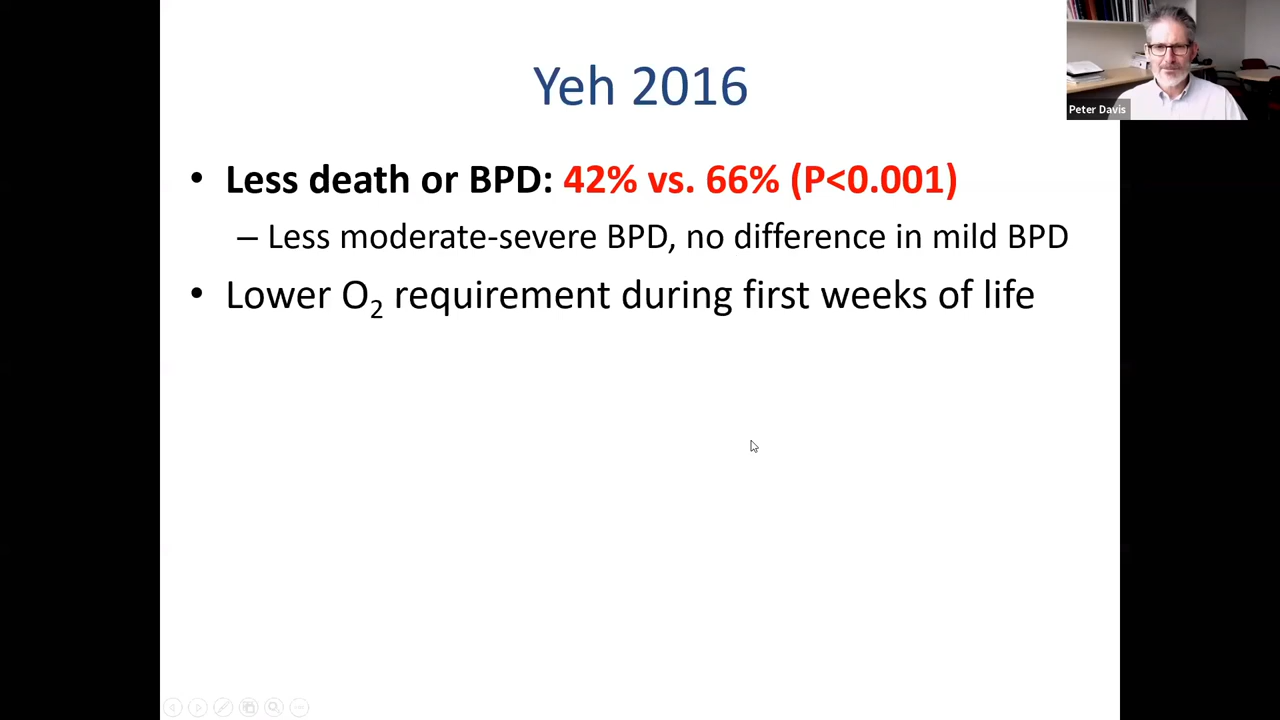 Yeh 2016
Peter Davis
• Less death or BPD: 42% vs. 66% (P<0.001)
– Less moderate-severe BPD, no difference in mild BPD
• Lower O₂ requirement during first weeks of life